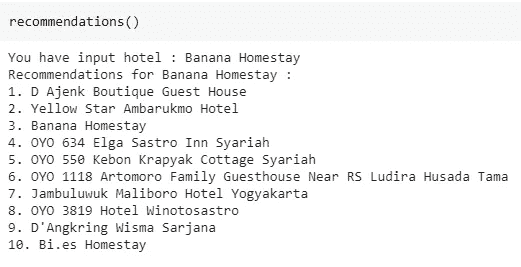 recommendations()
You have input hotel : Banana Homestay
Recommendations for Banana Homestay :
1. D Ajenk Boutique Guest House
2. Yellow Star Ambarukmo Hotel
3. Banana Homestay
4. OYO 634 Elga Sastro Inn Syariah
5. OYO 550 Kebon Krapyak Cottage Syariah
6. OYO 1118 Artomoro Family Guesthouse Near RS Ludira Husada Tama
7. Jambuluwuk Maliboro Hotel Yogyakarta
8. OYO 3819 Hotel Winotosastro
9. D'Angkring Wisma Sarjana
10. Bi.es Homestay